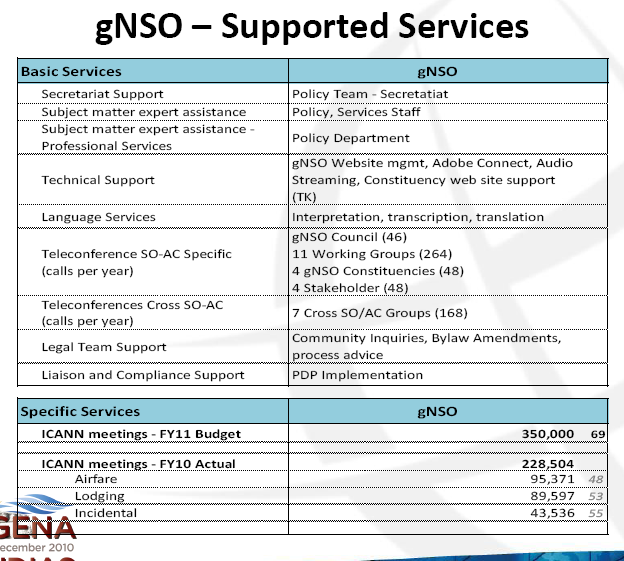 gNSO – Supported Services
Basic Services gNSO
Secretariat Support Policy Team - Secretatiat
Subject matter expert assistance Policy, Services Staff
Subject matter expert assistance -
Professional Services Policy Department
Technical Support gNSO Website mgmt, Adobe Connect, Audio
Streaming, Constituency web site support
(TK)
Language Services Interpretation, transcription, translation
Teleconference SO-AC Specific
(calls per year)
gNSO Council (46)
11 Working Groups (264)
4 gNSO Constituencies (48)
4 Stakeholder (48)
Teleconferences Cross SO-AC
(calls per year) 7 Cross SO/AC Groups (168)
Legal Team Support Community Inquiries, Bylaw Amendments,
process advice
Liaison and Compliance Support PDP Implementation
Specific Services gNSO
ICANN meetings - FY11 Budget 350,000 69
ICANN meetings - FY10 Actual 228,504
Airfare 95,371 48
Lodging 89,597 53
Incidental 43,536 55
GENA
ecember 2010